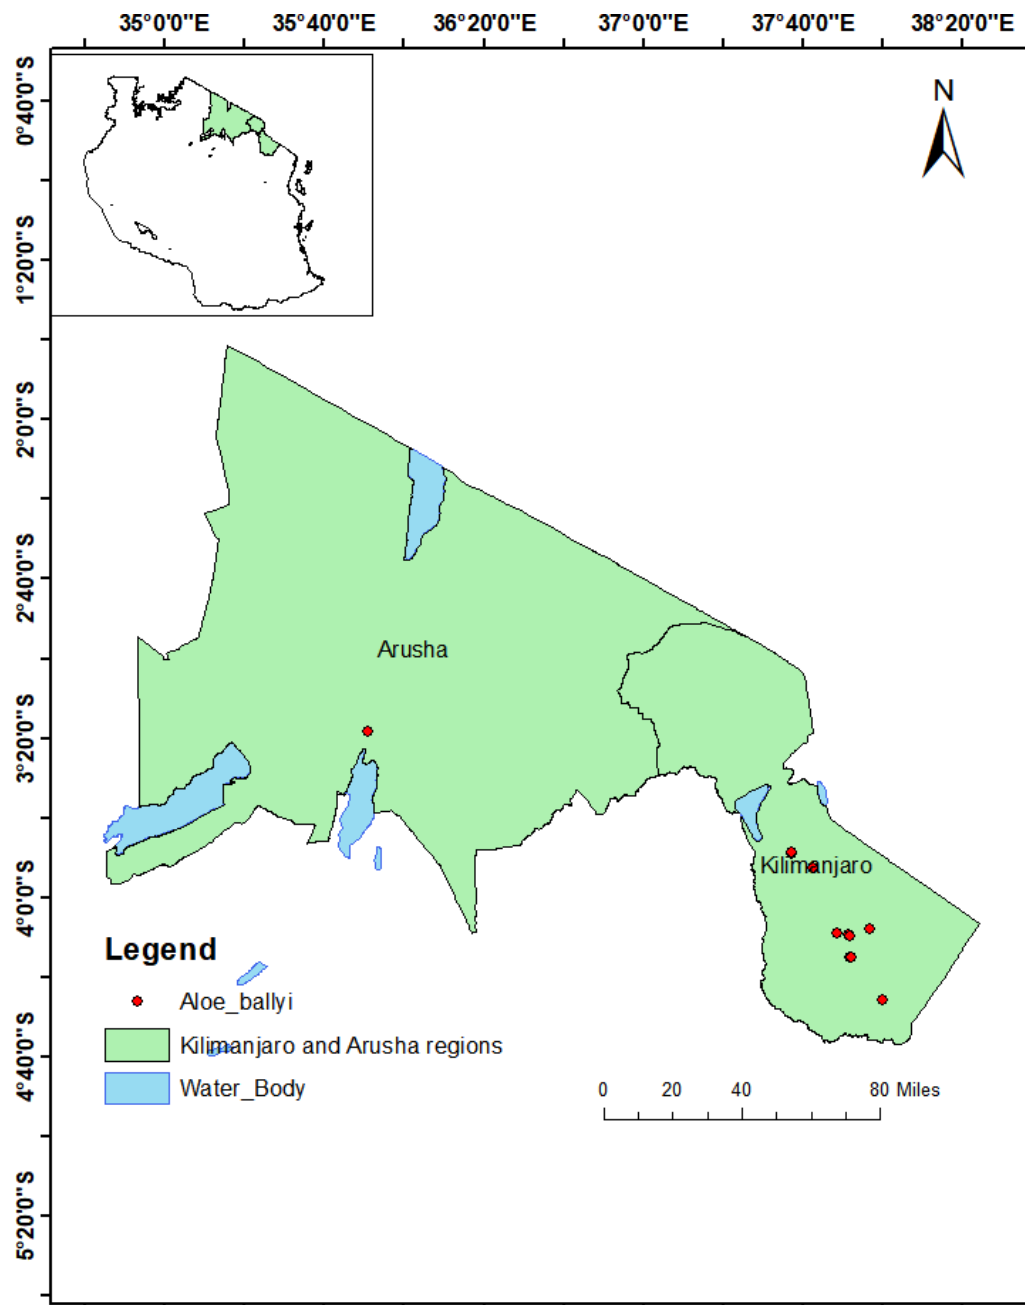 35°0'0"E 35°40'0"E 36°20'0"E 37°0'0"E 37°40'0"E 38°20'0"E
0°40'0"S
1°20'0"S
2°0'0"S
2°40'0"S
3°20'0"S
4°0'0"S
4°40'0"S
5°20'0"S
N
Arusha
Kilimanjaro
Legend
Aloe_ballyi
Kilimanjaro and Arusha regions
Water_Body
0 20 40 80 Miles